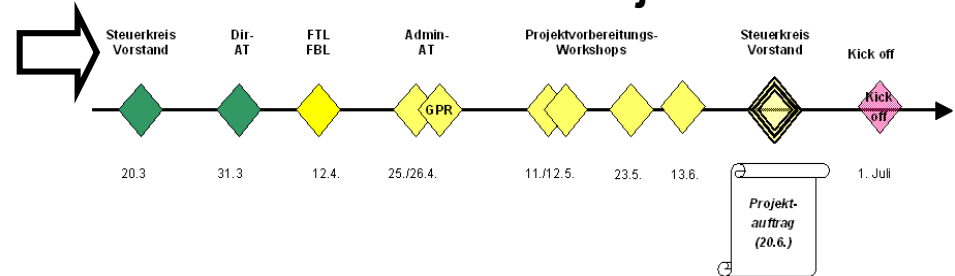 Steuerkreis
Vorstand
Dir-
AT
FTL
FBL
Admin-
AT
Projektvorbereitungs-
Workshops
Steuerkreis
Vorstand
Kick off
GPR
Kick
off
20.3
31.3
12.4.
25./26.4.
11./12.5.
23.5.
13.6.
1. Juli
Projekt-
auftrag
(20.6.)